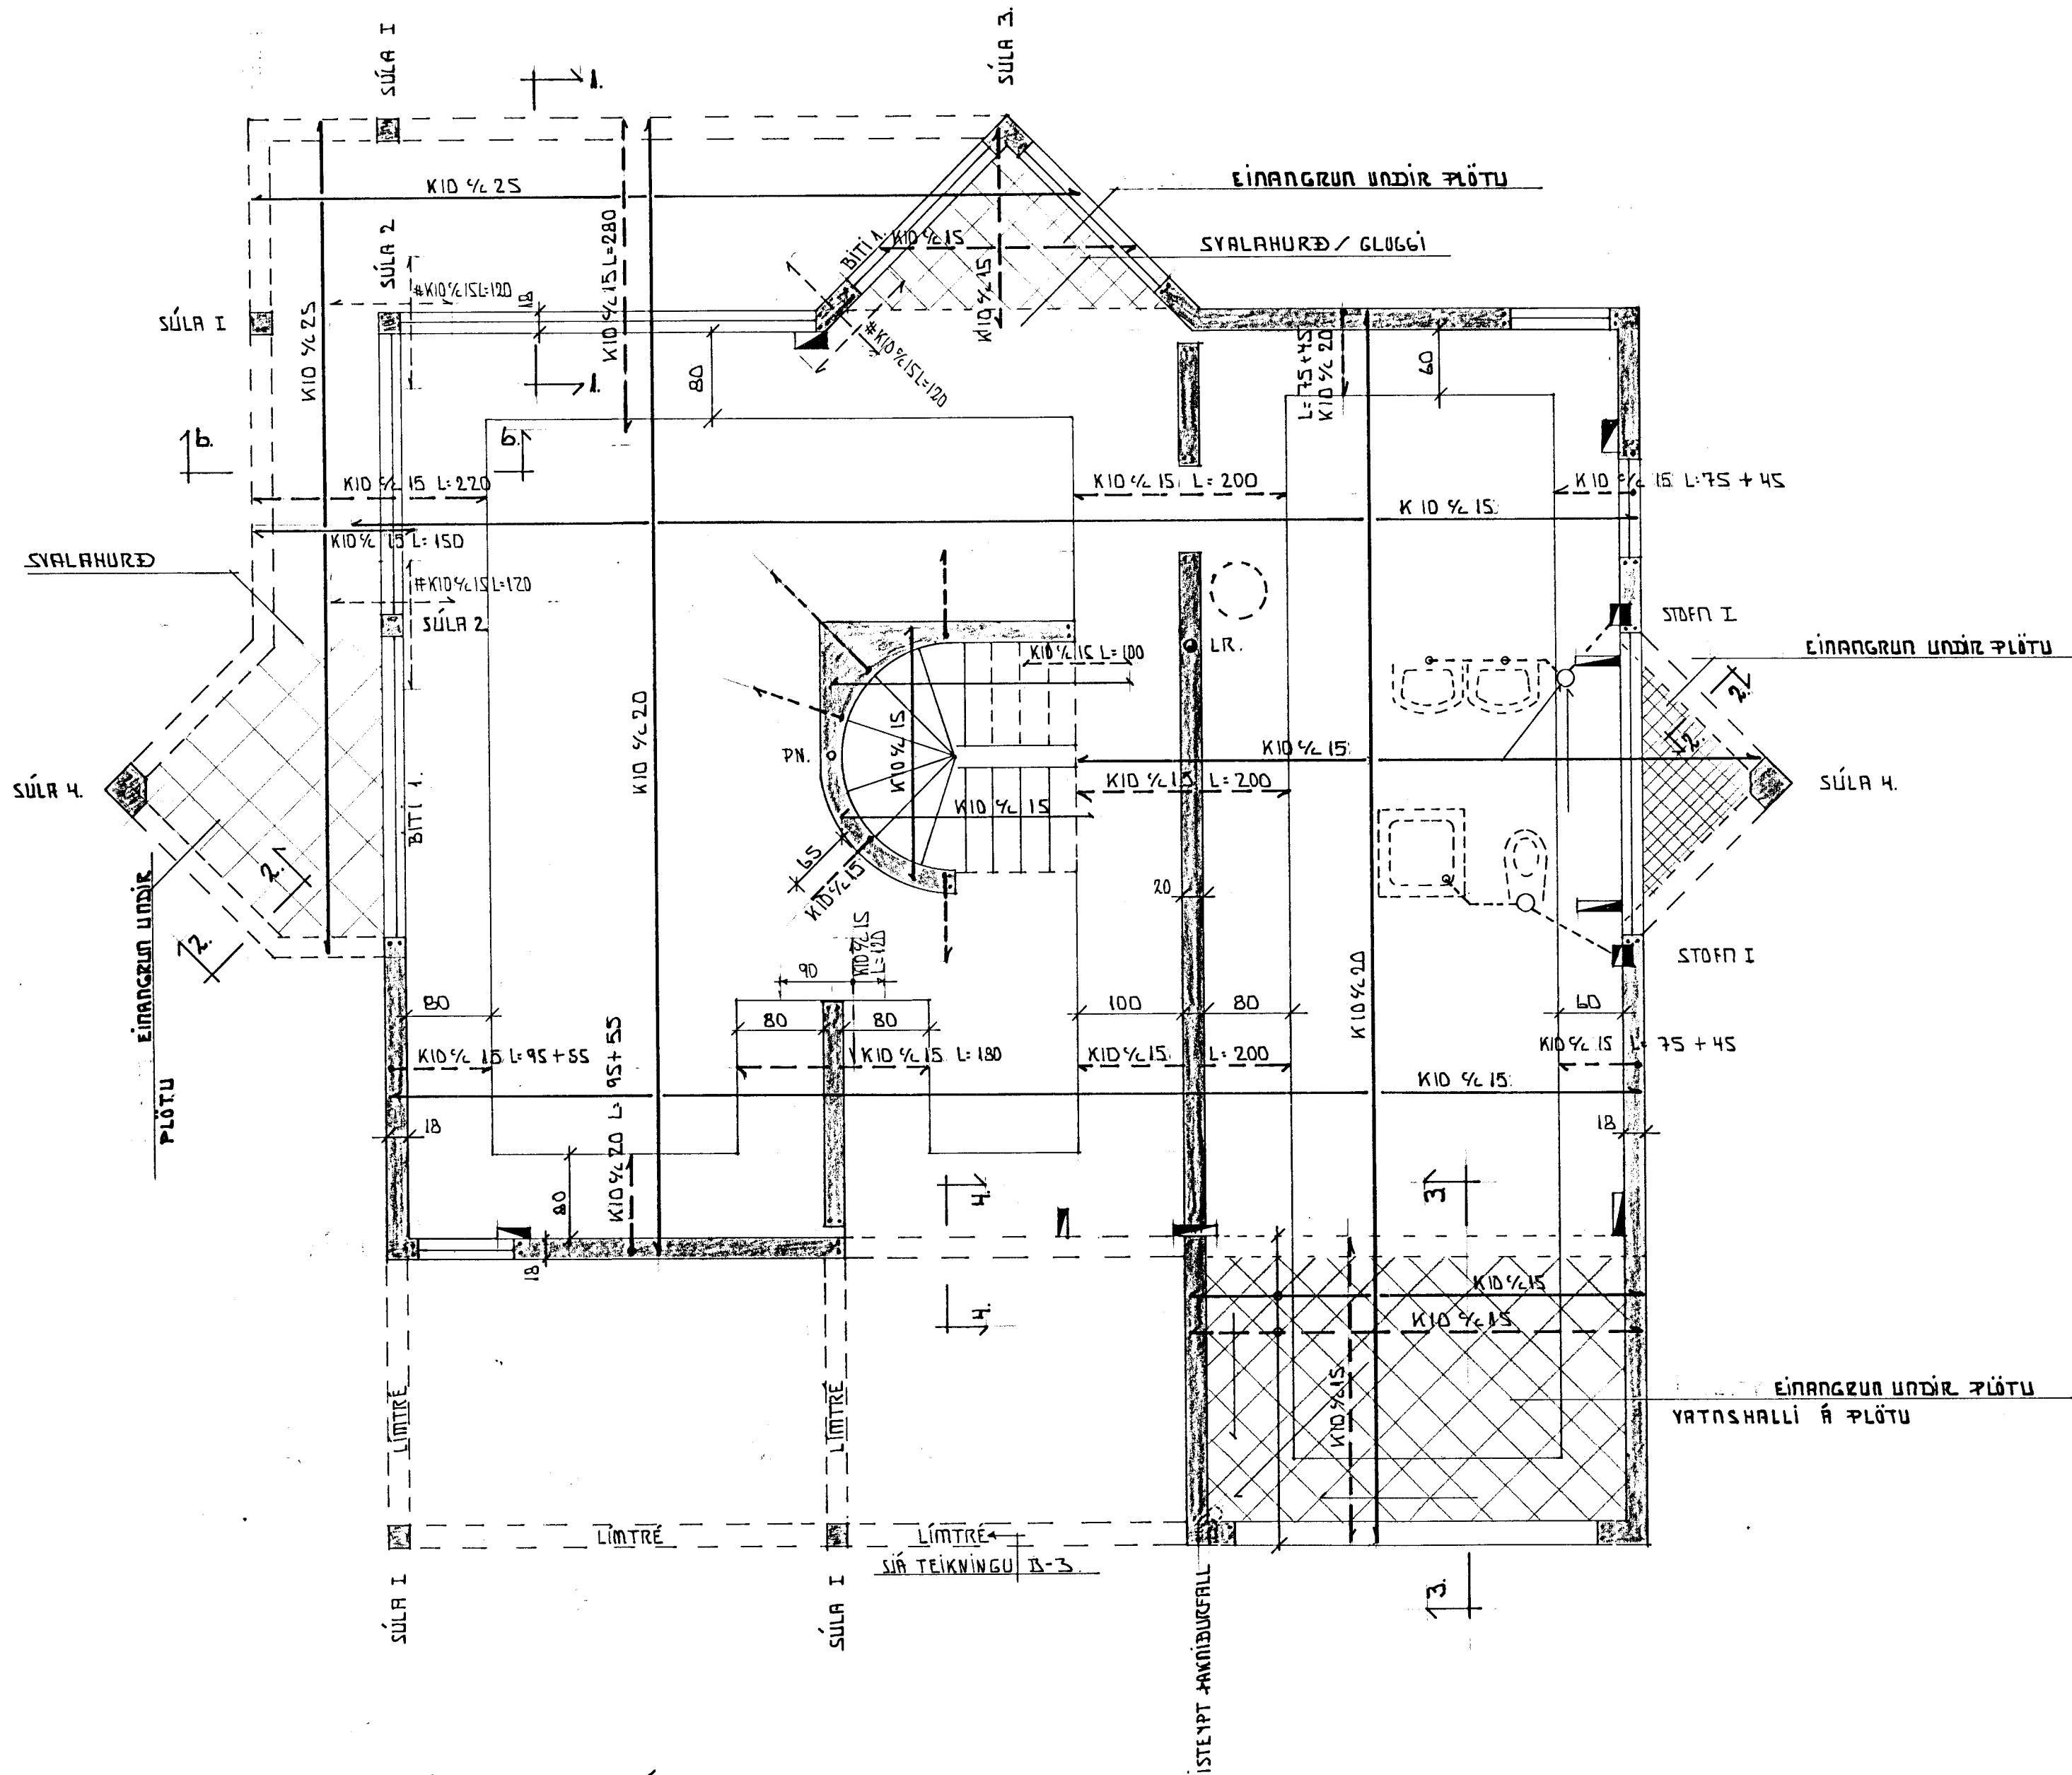 SÚLA I
SÚLA 3.
1.
K10 c/c 25
EINANGRUN UNDIR PLÖTU
K10 c/c 15 L=280
SÚLA 2
BITI 1.
K10 c/c 15
SVALAHURÐ / GLUGGI
K10 c/c 15
#K10 c/c 15 L=120
18
SÚLA I
K10 c/c 25
#K10 c/c 15 L=120
L=75+45
K10 c/c 20
60
80
1.
6.
6.
K10 c/c 15 L=220
K10 c/c 15 L=200
K10 c/c 15 L=75+45
K10 c/c 15
K10 c/c 15 L=150
SVALAHURÐ
#K10 c/c 15 L=120
SÚLA 2
STOFN I
LR.
K10 c/c 15 L=100
EINANGRUN UNDIR PLÖTU
2.
2.
K10 c/c 20
K10 c/c 15
PN.
K10 c/c 15
K10 c/c 15 L=200
SÚLA 4.
SÚLA 4.
BITI 1.
K10 c/c 15
65
K10 c/c 15
20
2.
2.
EINANGRUN UNDIR
PLÖTU
K10 c/c 15
L=120
90
STOFN I
K10 c/c 20
80
80
80
100
80
60
K10 c/c 15 L=95+55
K10 c/c 15 L=180
K10 c/c 15 L=200
K10 c/c 15 L=75+45
K10 c/c 15
K10 c/c 20 L=95+55
18
18
80
4.
3
18
4.
K10 c/c 15
K10 c/c 15
K10 c/c 15
LÍMTRÉ
LÍMTRÉ
EINANGRUN UNDIR PLÖTU
VATNSHALLI Á PLÖTU
LÍMTRÉ
LÍMTRÉ
SJÁ TEIKNINGU B-3.
SÚLA I
SÚLA I
3.
ÍSTEYPT ÞAKNIÐURFALL